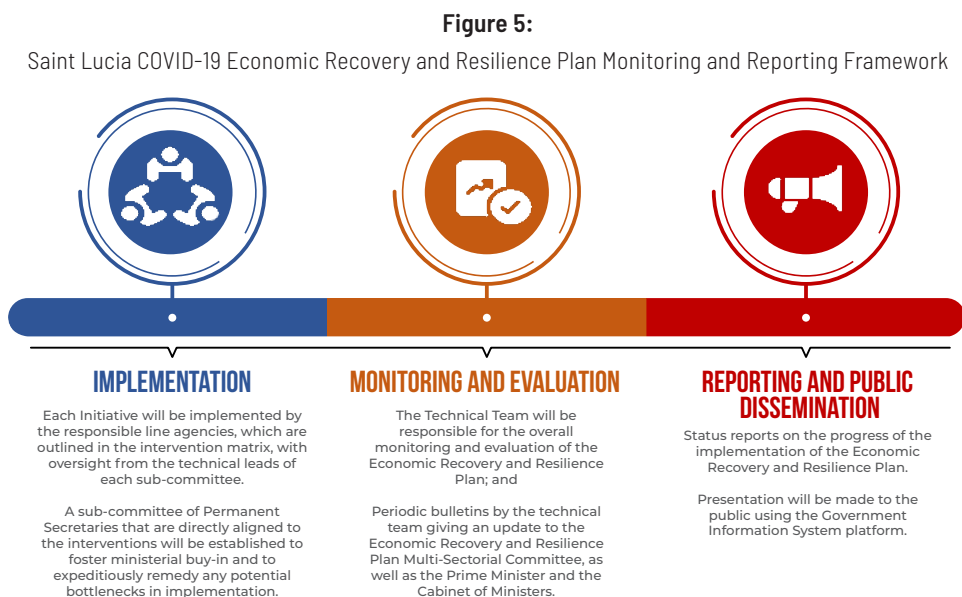 Figure 5:
Saint Lucia COVID-19 Economic Recovery and Resilience Plan Monitoring and Reporting Framework
IMPLEMENTATION
Each Initiative will be implemented by
the responsible line agencies, which are
outlined in the intervention matrix, with
oversight from the technical leads of
each sub-committee.
A sub-committee of Permanent
Secretaries that are directly aligned to
the interventions will be established to
foster ministerial buy-in and to
expeditiously remedy any potential
bottlenecks in implementation.
MONITORING AND EVALUATION
The Technical Team will be
responsible for the overall
monitoring and evaluation of the
Economic Recovery and Resilience
Plan; and
Periodic bulletins by the technical
team giving an update to the
Economic Recovery and Resilience
Plan Multi-Sectorial Committee, as
well as the Prime Minister and the
Cabinet of Ministers.
REPORTING AND PUBLIC
DISSEMINATION
Status reports on the progress of the
implementation of the Economic
Recovery and Resilience Plan.
Presentation will be made to the
public using the Government
Information System platform.